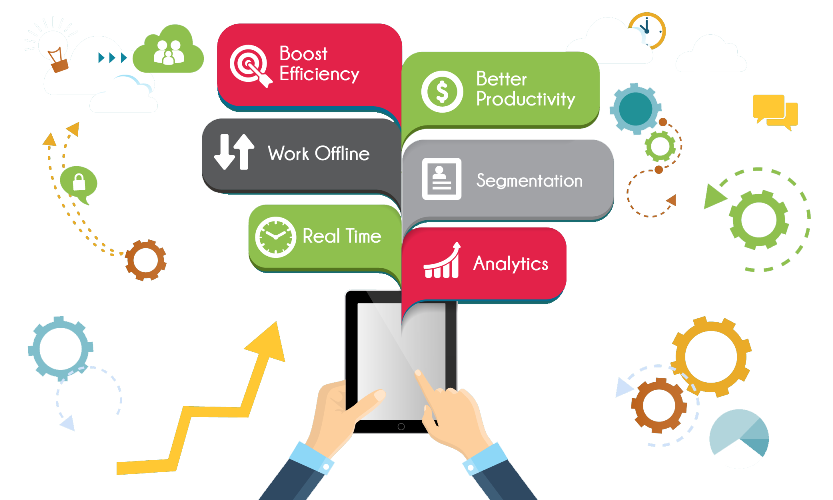 Boost
Efficiency
Better
Productivity
Work Offline
Segmentation
Real Time
Analytics